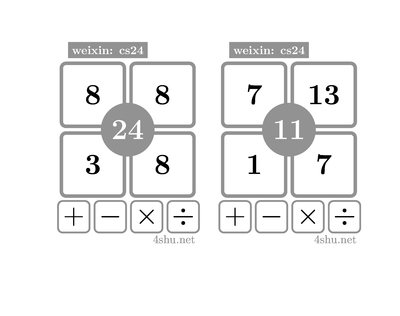 weixin: cs24
8 8
24
3 8
+ − × ÷
4shu.net
weixin: cs24
7 13
11
1 7
+ − × ÷
4shu.net